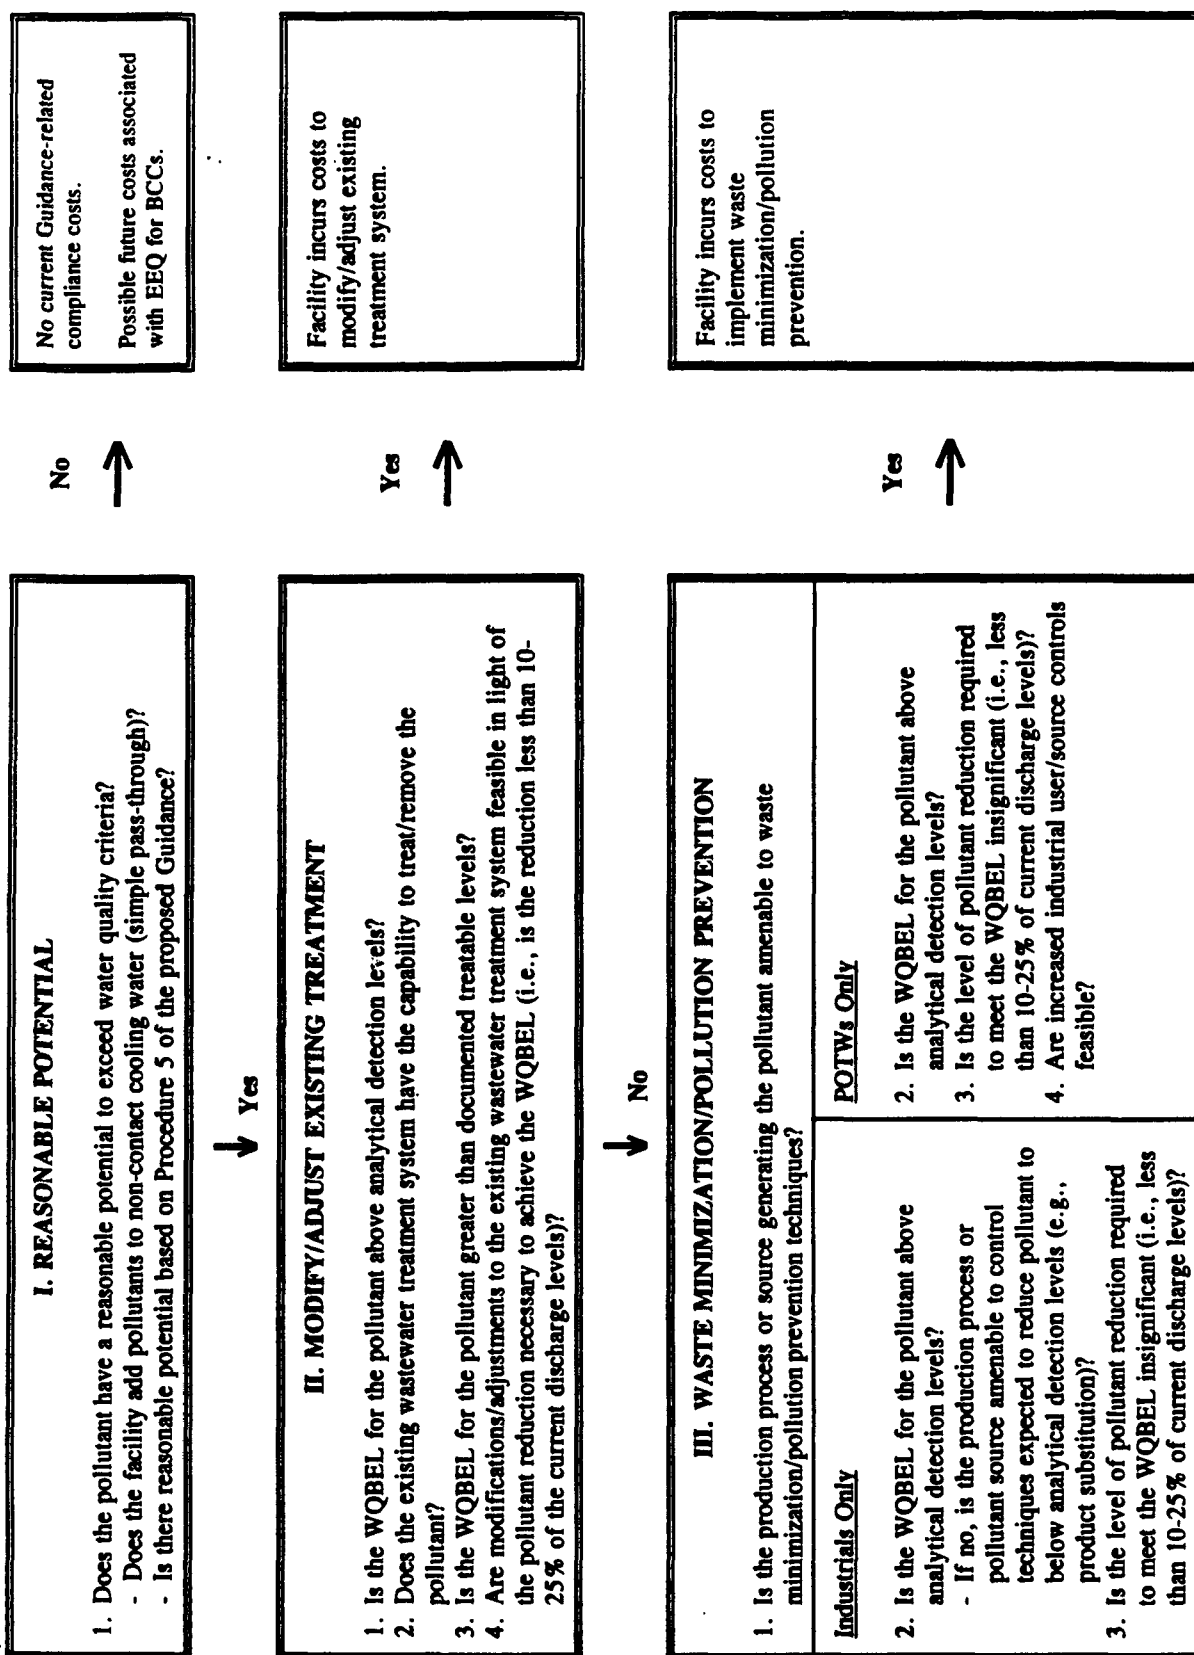 I. REASONABLE POTENTIAL
1. Does the pollutant have a reasonable potential to exceed water quality criteria?
- Does the facility add pollutants to non-contact cooling water (simple pass-through)?
- Is there reasonable potential based on Procedure 5 of the proposed Guidance?
No
No current Guidance-related
compliance costs.
Possible future costs associated
with EEQ for BCCs.
Yes
II. MODIFY/ADJUST EXISTING TREATMENT
1. Is the WQBEL for the pollutant above analytical detection levels?
2. Does the existing wastewater treatment system have the capability to treat/remove the
pollutant?
3. Is the WQBEL for the pollutant greater than documented treatable levels?
4. Are modifications/adjustments to the existing wastewater treatment system feasible in light of
the pollutant reduction necessary to achieve the WQBEL (i.e., is the reduction less than 10-
25% of the current discharge levels)?
Yes
Facility incurs costs to
modify/adjust existing
treatment system.
No
III. WASTE MINIMIZATION/POLLUTION PREVENTION
1. Is the production process or source generating the pollutant amenable to waste
minimization/pollution prevention techniques?
Industrials Only
2. Is the WQBEL for the pollutant above
analytical detection levels?
- If no, is the production process or
pollutant source amenable to control
techniques expected to reduce pollutant to
below analytical detection levels (e.g.,
product substitution)?
3. Is the level of pollutant reduction required
to meet the WQBEL insignificant (i.e., less
than 10-25% of current discharge levels)?
POTWs Only
2. Is the WQBEL for the pollutant above
analytical detection levels?
3. Is the level of pollutant reduction required
to meet the WQBEL insignificant (i.e., less
than 10-25% of current discharge levels)?
4. Are increased industrial user/source controls
feasible?
Yes
Facility incurs costs to
implement waste
minimization/pollution
prevention.